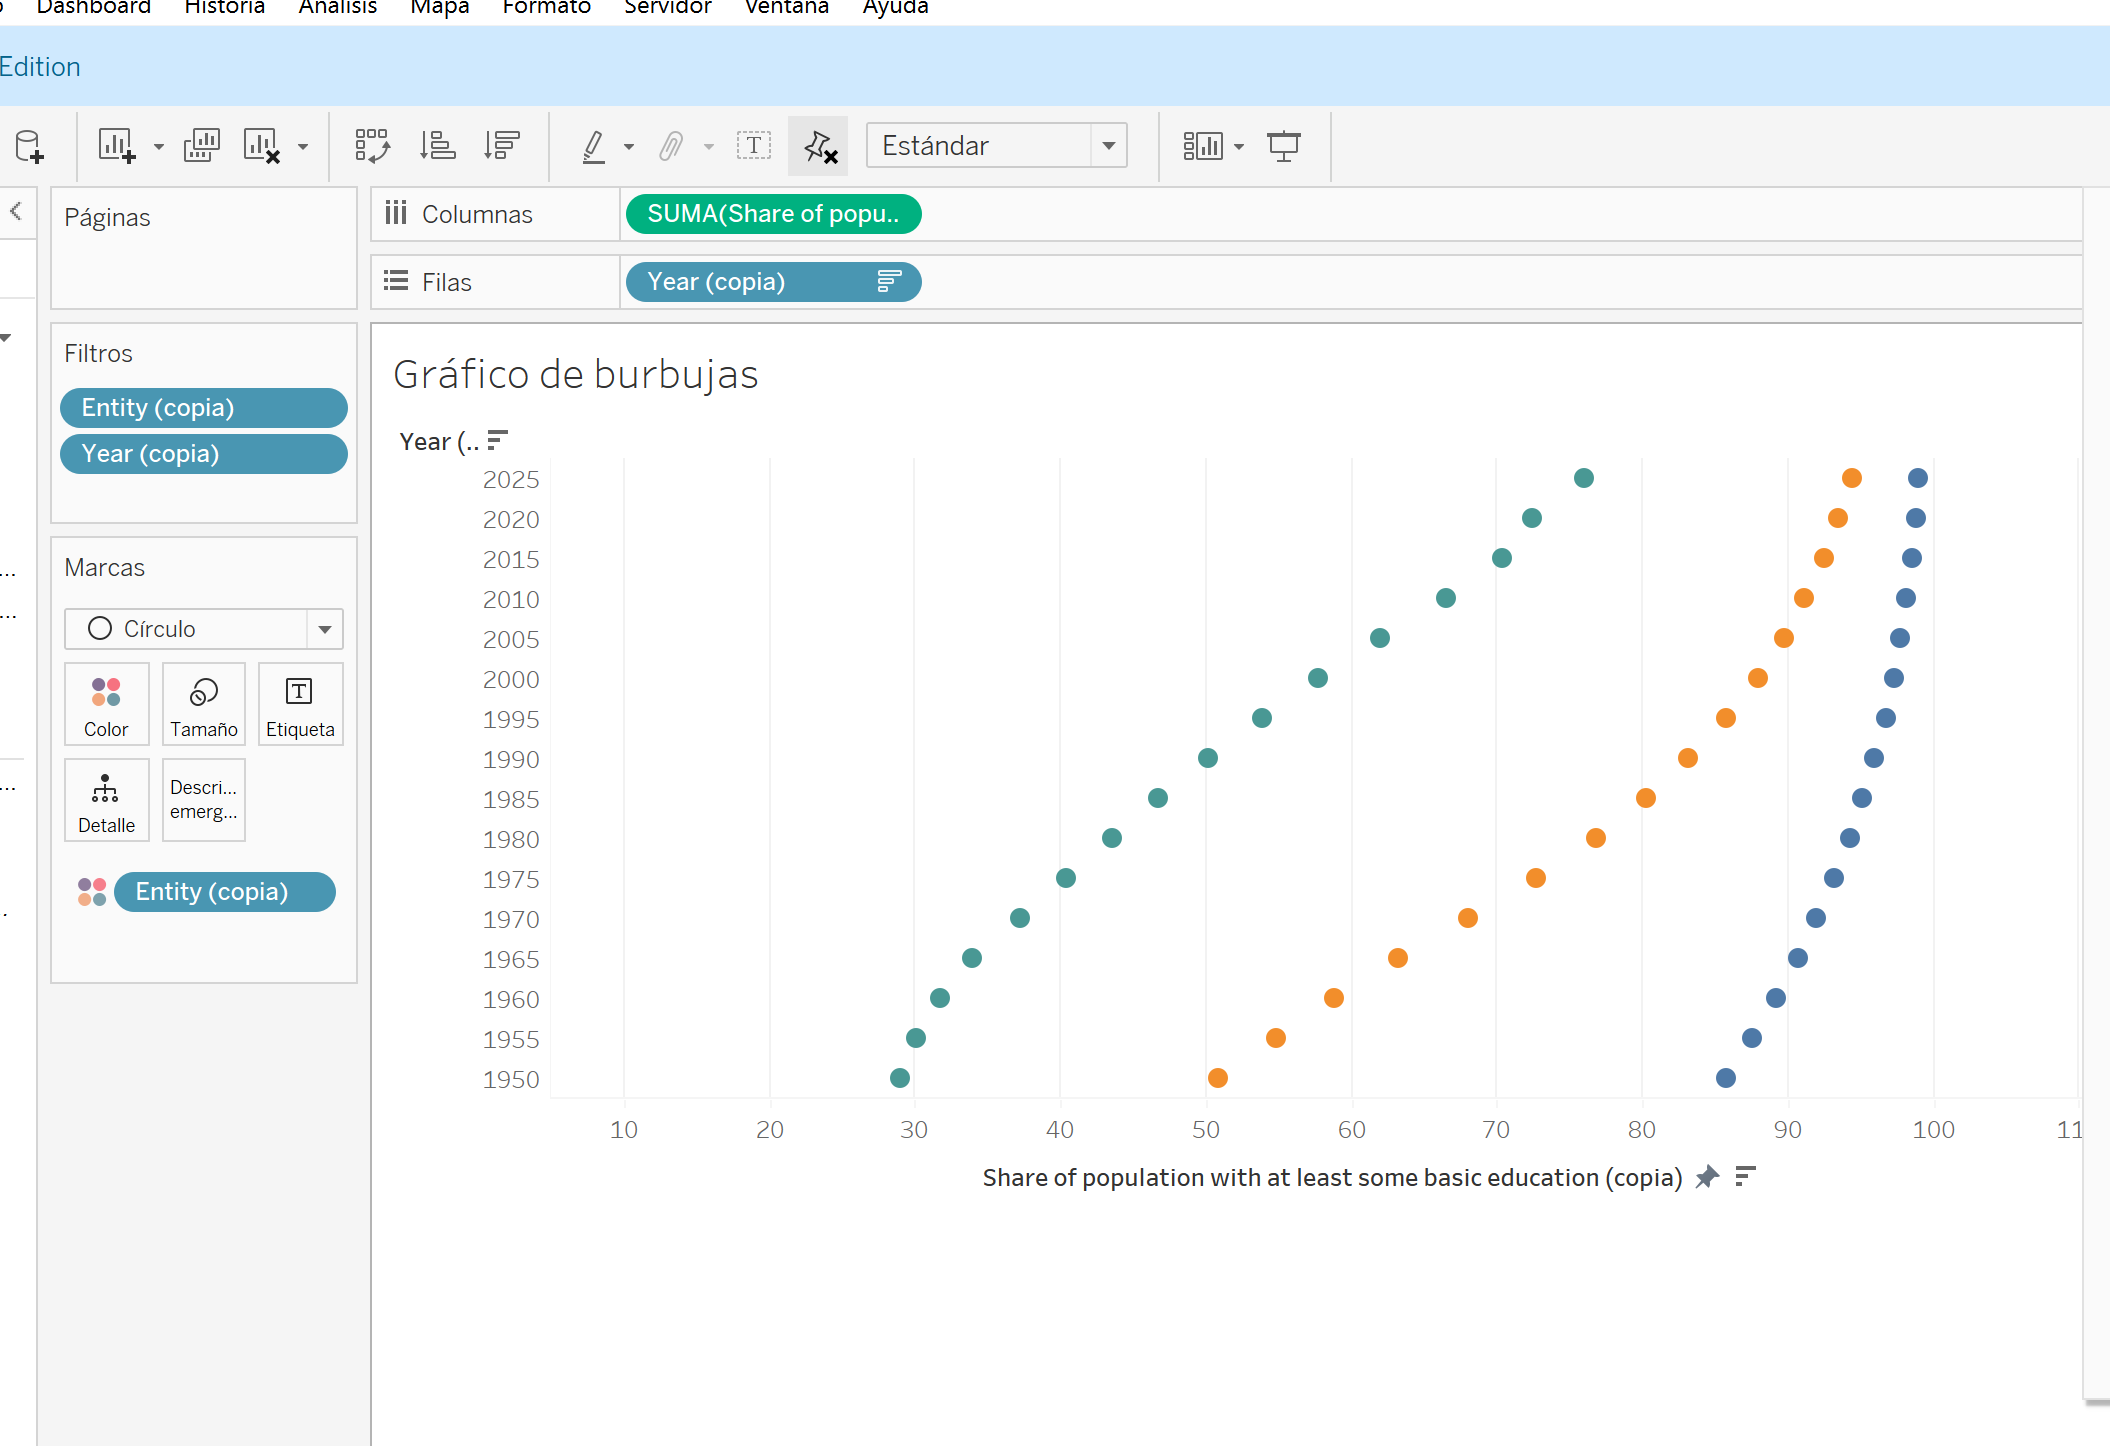 Dashboard Historia Análisis Mapa Formato Servidor Ventana Ayuda
Edition
Estándar
Páginas
Columnas
SUMA(Share of popu..
Filas
Year (copia)
Filtros
Entity (copia)
Year (copia)
Marcas
Círculo
Color
Tamaño
Etiqueta
T
Detalle
Descri...
emerg...
Entity (copia)
Gráfico de burbujas
Year (..
2025
2020
2015
2010
2005
2000
1995
1990
1985
1980
1975
1970
1965
1960
1955
1950
10 20 30 40 50 60 70 80 90 100 11
Share of population with at least some basic education (copia)